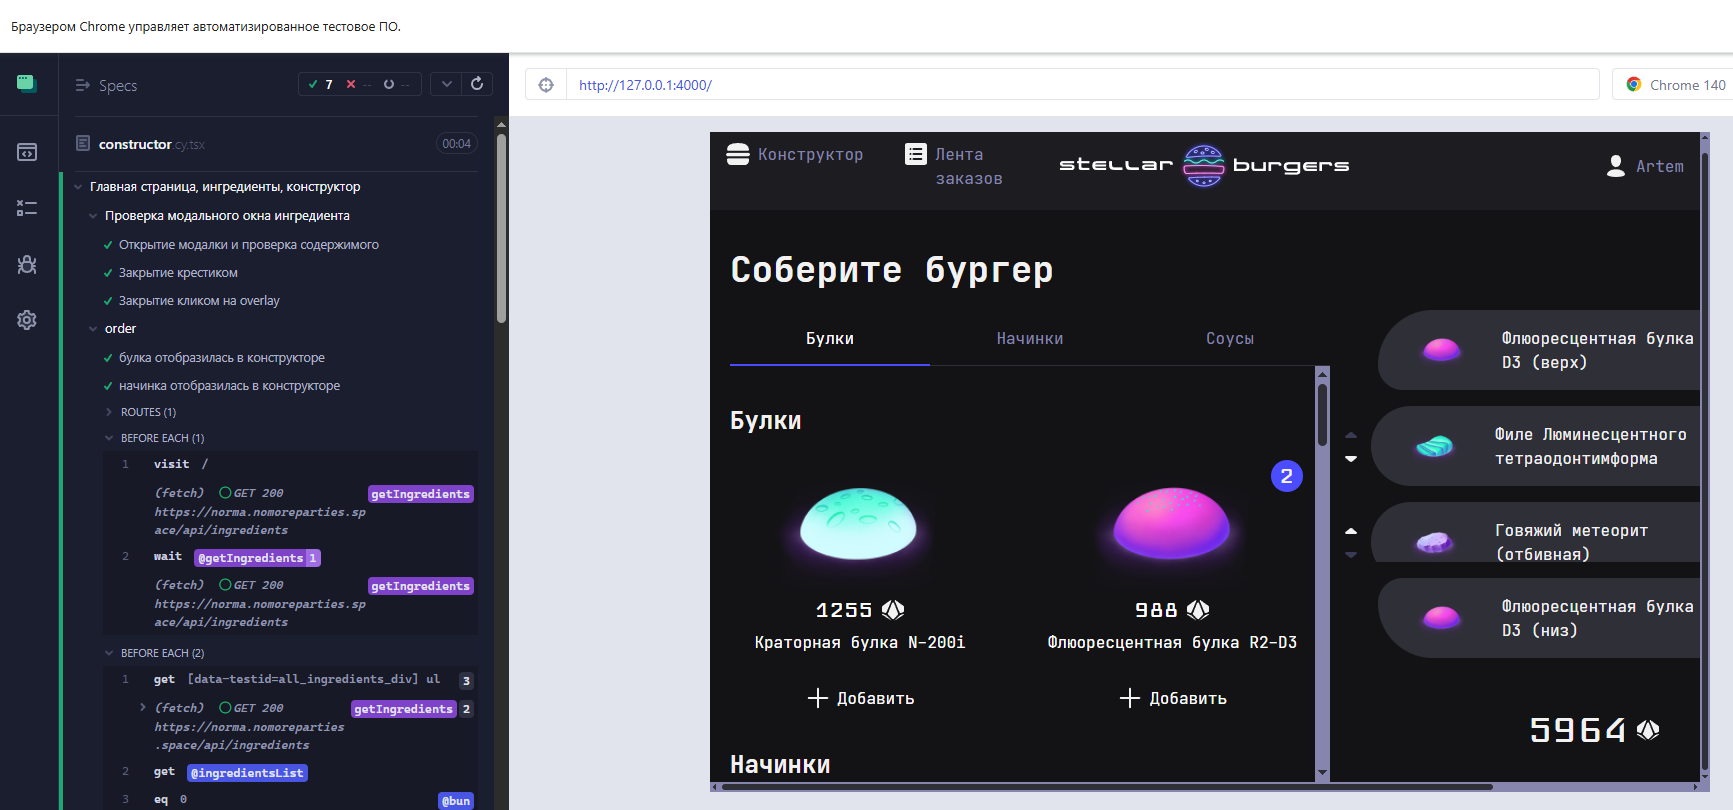 Браузером Chrome управляет автоматизированное тестовое ПО.
Specs
7 -- --
constructor.cy.tsx 00:04
Главная страница, ингредиенты, конструктор
Проверка модального окна ингредиента
Открытие модалки и проверка содержимого
Закрытие крестиком
Закрытие кликом на overlay
order
булка отобразилась в конструкторе
начинка отобразилась в конструкторе
ROUTES (1)
BEFORE EACH (1)
1 visit /
(fetch) GET 200 getIngredients
https://norma.nomoreparties.sp
ace/api/ingredients
2 wait @getIngredients 1
(fetch) GET 200 getIngredients
https://norma.nomoreparties.sp
ace/api/ingredients
BEFORE EACH (2)
1 get [data-testid=all_ingredients_div] ul 3
(fetch) GET 200 getIngredients 2
https://norma.nomoreparties
.space/api/ingredients
2 get @ingredientsList
3 eq 0 @bun
http://127.0.0.1:4000/
Chrome 140
Конструктор
Лента
заказов
stellar burgers
Artem
Соберите бургер
Булки Начинки Соусы
Булки
2
1255
Краторная булка N-200i
Добавить
988
Флюоресцентная булка R2-D3
Добавить
Начинки
Флюоресцентная булка
D3 (верх)
Филе Люминесцентного
тетраодонтимформа
Говяжий метеорит
(отбивная)
Флюоресцентная булка
D3 (низ)
5964